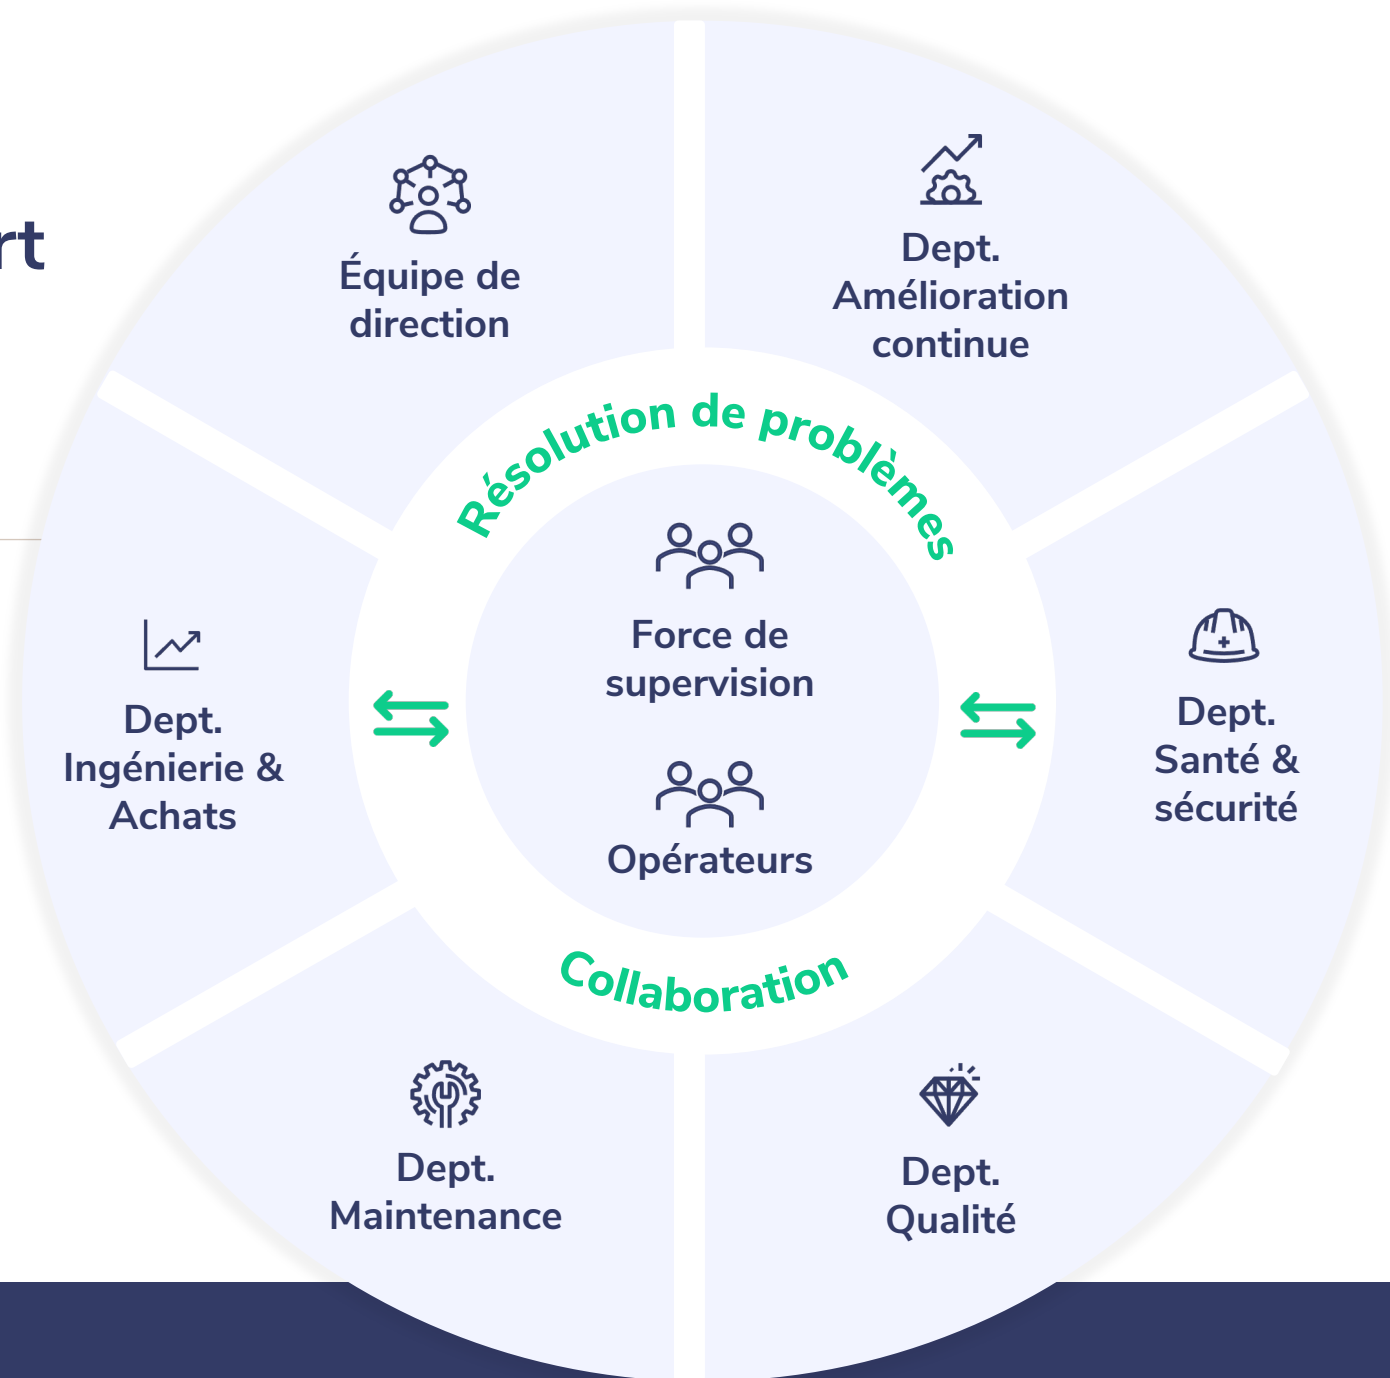 rt
Équipe de
direction
Dept.
Amélioration
continue
Résolution de problèmes
Force de
supervision
Opérateurs
Dept.
Ingénierie &
Achats
Dept.
Santé &
sécurité
Collaboration
Dept.
Maintenance
Dept.
Qualité